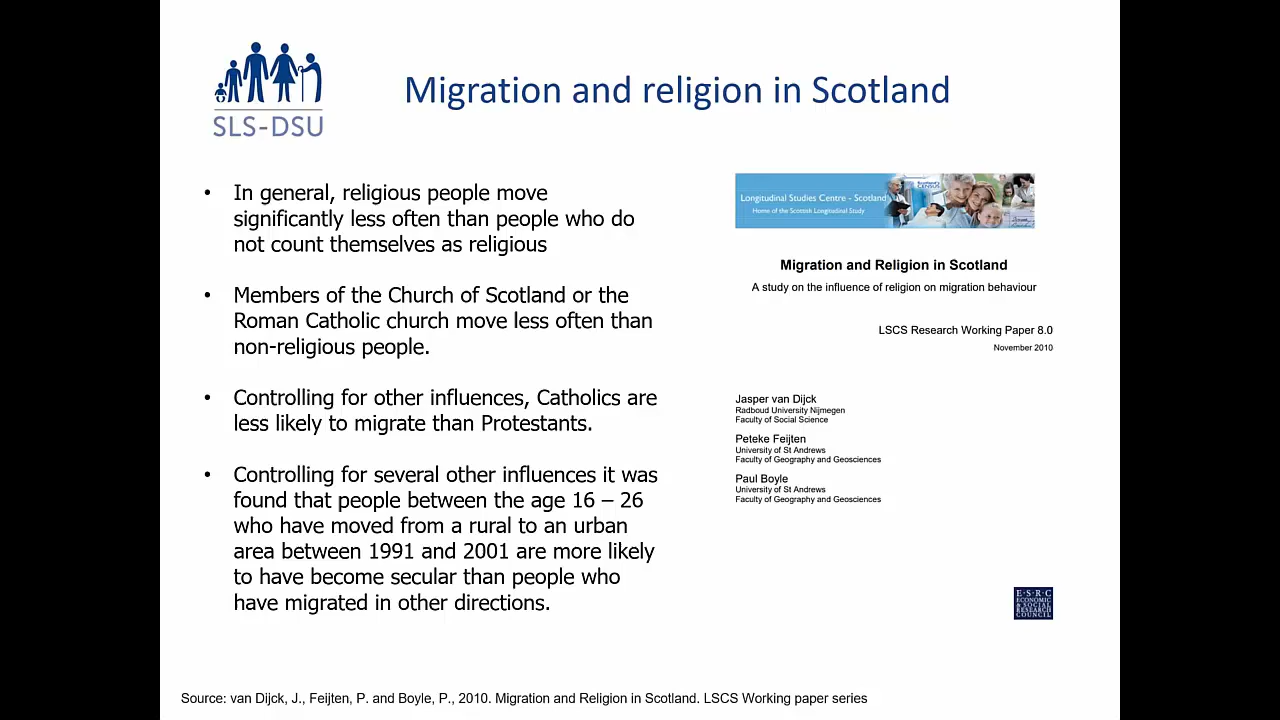 SLS-DSU
Migration and religion in Scotland
• In general, religious people move
significantly less often than people who do
not count themselves as religious
• Members of the Church of Scotland or the
Roman Catholic church move less often than
non-religious people.
• Controlling for other influences, Catholics are
less likely to migrate than Protestants.
• Controlling for several other influences it was
found that people between the age 16 – 26
who have moved from a rural to an urban
area between 1991 and 2001 are more likely
to have become secular than people who
have migrated in other directions.
Longitudinal Studies Centre - Scotland
Home of the Scottish Longitudinal Study
Migration and Religion in Scotland
A study on the influence of religion on migration behaviour
LSCS Research Working Paper 8.0
November 2010
Jasper van Dijck
Radboud University Nijmegen
Faculty of Social Science
Peteke Feijten
University of St Andrews
Faculty of Geography and Geosciences
Paul Boyle
University of St Andrews
Faculty of Geography and Geosciences
E·S·R·C
ECONOMIC
& SOCIAL
RESEARCH
COUNCIL
Source: van Dijck, J., Feijten, P. and Boyle, P., 2010. Migration and Religion in Scotland. LSCS Working paper series